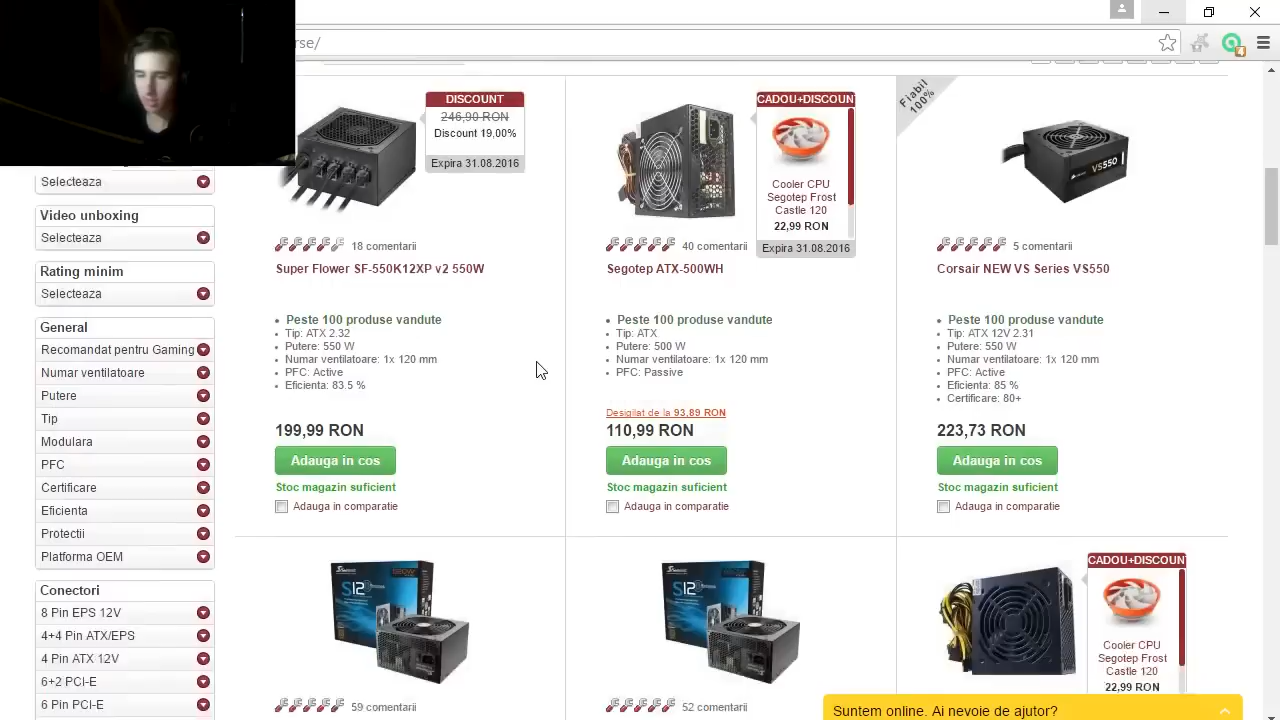 rse/
Selecteaza
Video unboxing
Selecteaza
Rating minim
Selecteaza
General
Recomandat pentru Gaming
Numar ventilatoare
Putere
Tip
Modulara
PFC
Certificare
Eficienta
Protectii
Platforma OEM
Conectori
8 Pin EPS 12V
4+4 Pin ATX/EPS
4 Pin ATX 12V
6+2 PCI-E
6 Pin PCI-E
DISCOUNT
246,90 RON
Discount 19,00%
Expira 31.08.2016
18 comentarii
Super Flower SF-550K12XP v2 550W
Peste 100 produse vandute
Tip: ATX 2.32
Putere: 550 W
Numar ventilatoare: 1x 120 mm
PFC: Active
Eficienta: 83.5 %
199,99 RON
Adauga in cos
Stoc magazin suficient
Adauga in comparatie
CADOU+DISCOUN
Cooler CPU
Segotep Frost
Castle 120
22,99 RON
Expira 31.08.2016
40 comentarii
Segotep ATX-500WH
Peste 100 produse vandute
Tip: ATX
Putere: 500 W
Numar ventilatoare: 1x 120 mm
PFC: Passive
Desigilat de la 93,89 RON
110,99 RON
Adauga in cos
Stoc magazin suficient
Adauga in comparatie
Fiabil
100%
VS550
5 comentarii
Corsair NEW VS Series VS550
Peste 100 produse vandute
Tip: ATX 12V 2.31
Putere: 550 W
Numar ventilatoare: 1x 120 mm
PFC: Active
Eficienta: 85 %
Certificare: 80+
223,73 RON
Adauga in cos
Stoc magazin suficient
Adauga in comparatie
S12
59 comentarii
S12
52 comentarii
CADOU+DISCOUN
Cooler CPU
Segotep Frost
Castle 120
22,99 RON
Suntem online. Ai nevoie de ajutor?